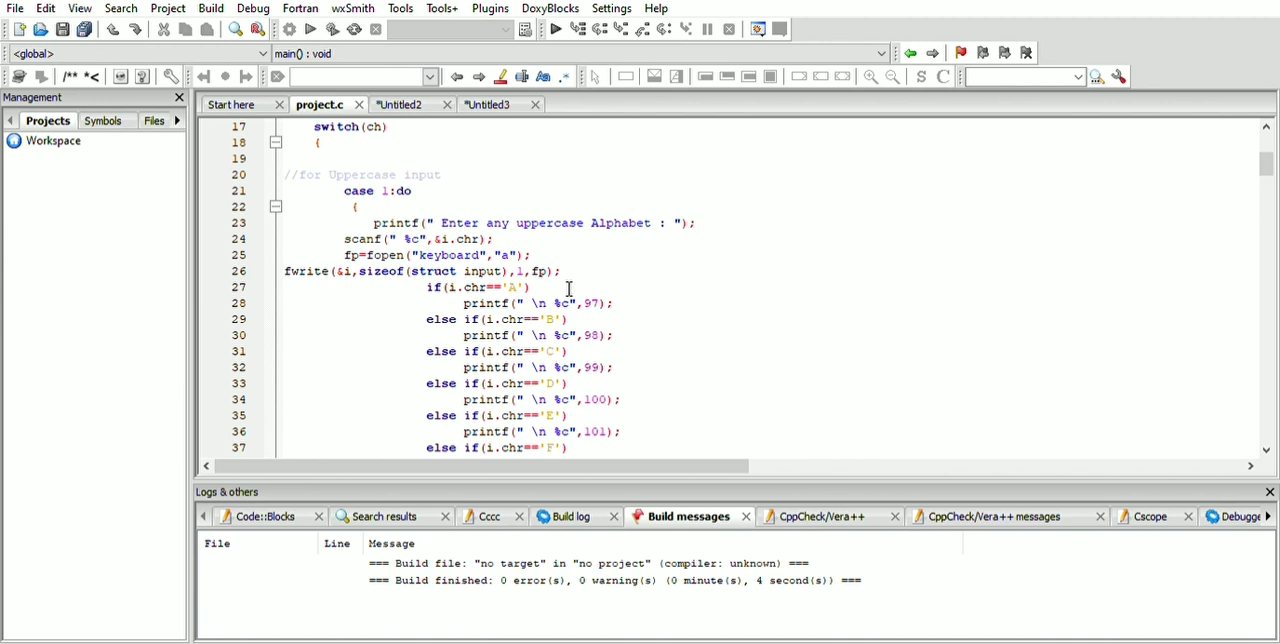 File Edit View Search Project Build Debug Fortran wxSmith Tools Tools+ Plugins DoxyBlocks Settings Help
<global> main() : void
/** *< Aa .* S C
Management
Start here project.c *Untitled2 *Untitled3
Projects Symbols Files
Workspace
17 switch(ch)
18 {
19
20 //for Uppercase input
21 case 1:do
22 {
23 printf(" Enter any uppercase Alphabet : ");
24 scanf(" %c",&i.chr);
25 fp=fopen("keyboard","a");
26 fwrite(&i,sizeof(struct input),1,fp);
27 if(i.chr=='A')
28 printf(" \n %c",97);
29 else if(i.chr=='B')
30 printf(" \n %c",98);
31 else if(i.chr=='C')
32 printf(" \n %c",99);
33 else if(i.chr=='D')
34 printf(" \n %c",100);
35 else if(i.chr=='E')
36 printf(" \n %c",101);
37 else if(i.chr=='F')
Logs & others
Code::Blocks Search results Cccc Build log Build messages CppCheck/Vera++ CppCheck/Vera++ messages Cscope Debugge
File Line Message
=== Build file: "no target" in "no project" (compiler: unknown) ===
=== Build finished: 0 error(s), 0 warning(s) (0 minute(s), 4 second(s)) ===